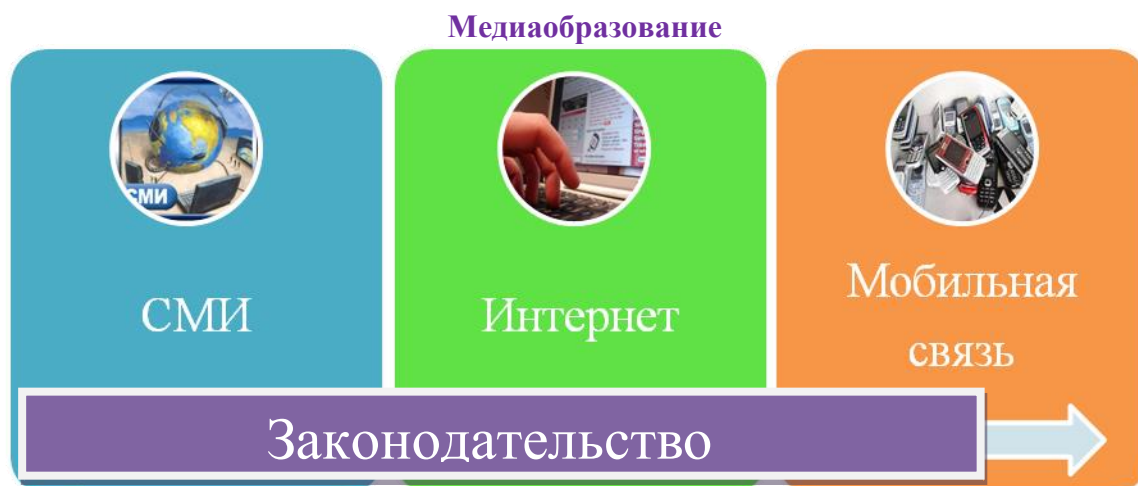 Медиаобразование
СМИ
СМИ
Интернет
Мобильная
связь
Законодательство